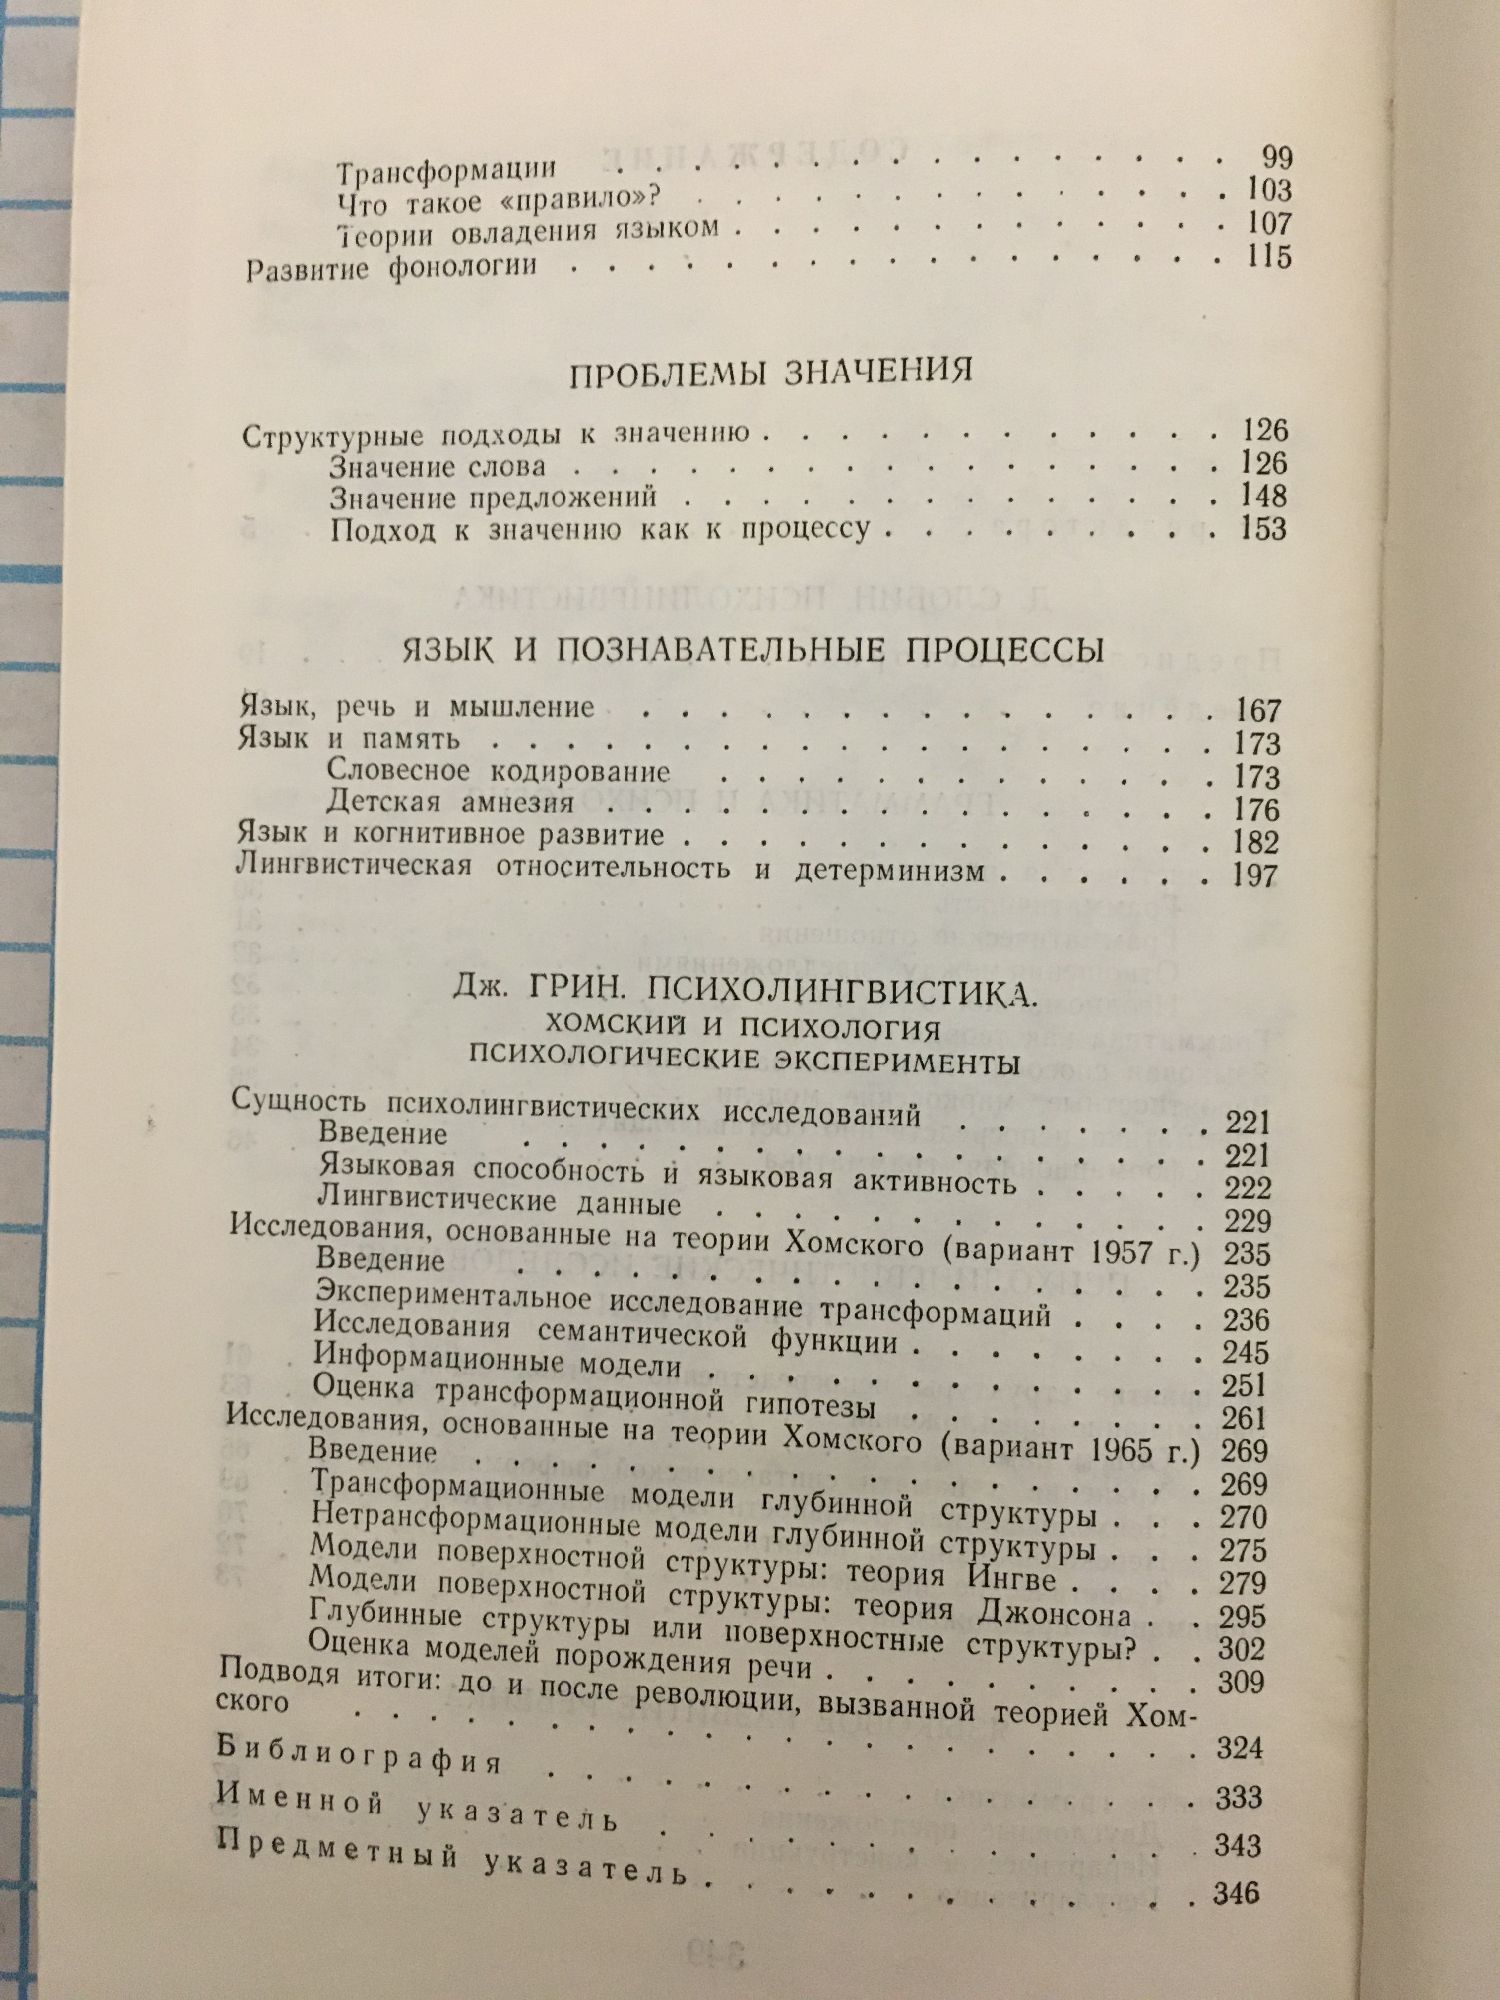 Трансформации . . . . . . . . . . . . . . . . 99
Что такое «правило»? . . . . . . . . . . . . . . 103
Теории овладения языком . . . . . . . . . . . . . 107
Развитие фонологии . . . . . . . . . . . . . . . . . 115
ПРОБЛЕМЫ ЗНАЧЕНИЯ
Структурные подходы к значению . . . . . . . . . . . . 126
Значение слова . . . . . . . . . . . . . . . . . 126
Значение предложений . . . . . . . . . . . . . . 148
Подход к значению как к процессу . . . . . . . . . 153
ЯЗЫК И ПОЗНАВАТЕЛЬНЫЕ ПРОЦЕССЫ
Язык, речь и мышление . . . . . . . . . . . . . . . 167
Язык и память . . . . . . . . . . . . . . . . . . . 173
Словесное кодирование . . . . . . . . . . . . . 173
Детская амнезия . . . . . . . . . . . . . . . . 176
Язык и когнитивное развитие . . . . . . . . . . . . . . 182
Лингвистическая относительность и детерминизм . . . . . . 197
Дж. ГРИН. ПСИХОЛИНГВИСТИКА.
ХОМСКИЙ И ПСИХОЛОГИЯ
ПСИХОЛОГИЧЕСКИЕ ЭКСПЕРИМЕНТЫ
Сущность психолингвистических исследований . . . . . . . 221
Введение . . . . . . . . . . . . . . . . . . 221
Языковая способность и языковая активность . . . . . 222
Лингвистические данные . . . . . . . . . . . . . 229
Исследования, основанные на теории Хомского (вариант 1957 г.) 235
Введение . . . . . . . . . . . . . . . . . . 235
Экспериментальное исследование трансформаций . . . . 236
Исследования семантической функции . . . . . . . . 245
Информационные модели . . . . . . . . . . . . . 251
Оценка трансформационной гипотезы . . . . . . . . 261
Исследования, основанные на теории Хомского (вариант 1965 г.) 269
Введение . . . . . . . . . . . . . . . . . . . 269
Трансформационные модели глубинной структуры . . . 270
Нетрансформационные модели глубинной структуры . . . 275
Модели поверхностной структуры: теория Ингве . . . . 279
Модели поверхностной структуры: теория Джонсона . . 295
Глубинные структуры или поверхностные структуры? . . 302
Оценка моделей порождения речи . . . . . . . . . . 309
Подводя итоги: до и после революции, вызванной теорией Хом-
ского . . . . . . . . . . . . . . . . . . . . . . 324
Библиография . . . . . . . . . . . . . . . . . 333
Именной указатель . . . . . . . . . . . . . . 343
Предметный указатель . . . . . . . . . . . . . 346